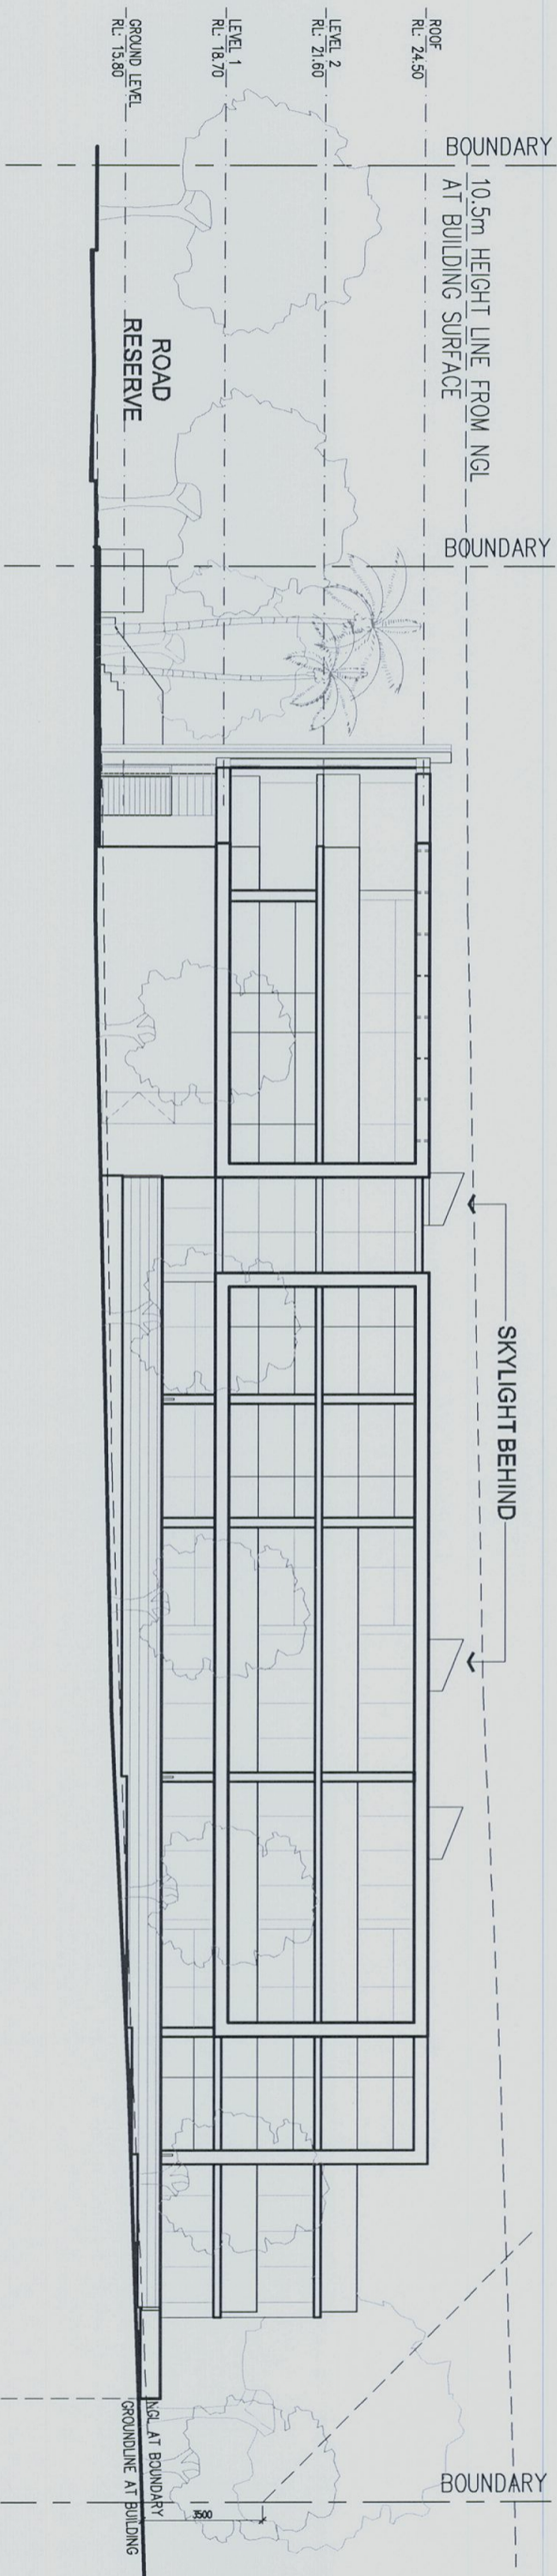 BOUNDARY
10.5m HEIGHT LINE FROM NGL
AT BUILDING SURFACE
ROOF
RL: 24.50
LEVEL 2
RL: 21.60
LEVEL 1
RL: 18.70
GROUND LEVEL
RL: 15.80
ROAD
RESERVE
BOUNDARY
SKYLIGHT BEHIND
BOUNDARY
3500
NGL AT BOUNDARY
GROUNDLINE AT BUILDING